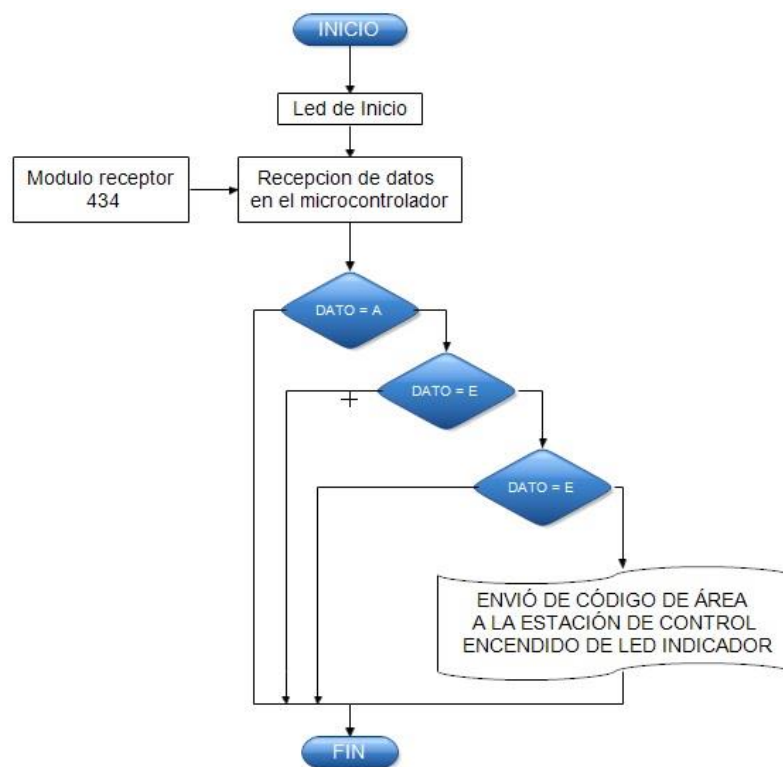 INICIO
Led de Inicio
Modulo receptor
434
Recepcion de datos
en el microcontrolador
DATO = A
DATO = E
DATO = E
ENVIÓ DE CÓDIGO DE ÁREA
A LA ESTACIÓN DE CONTROL
ENCENDIDO DE LED INDICADOR
FIN